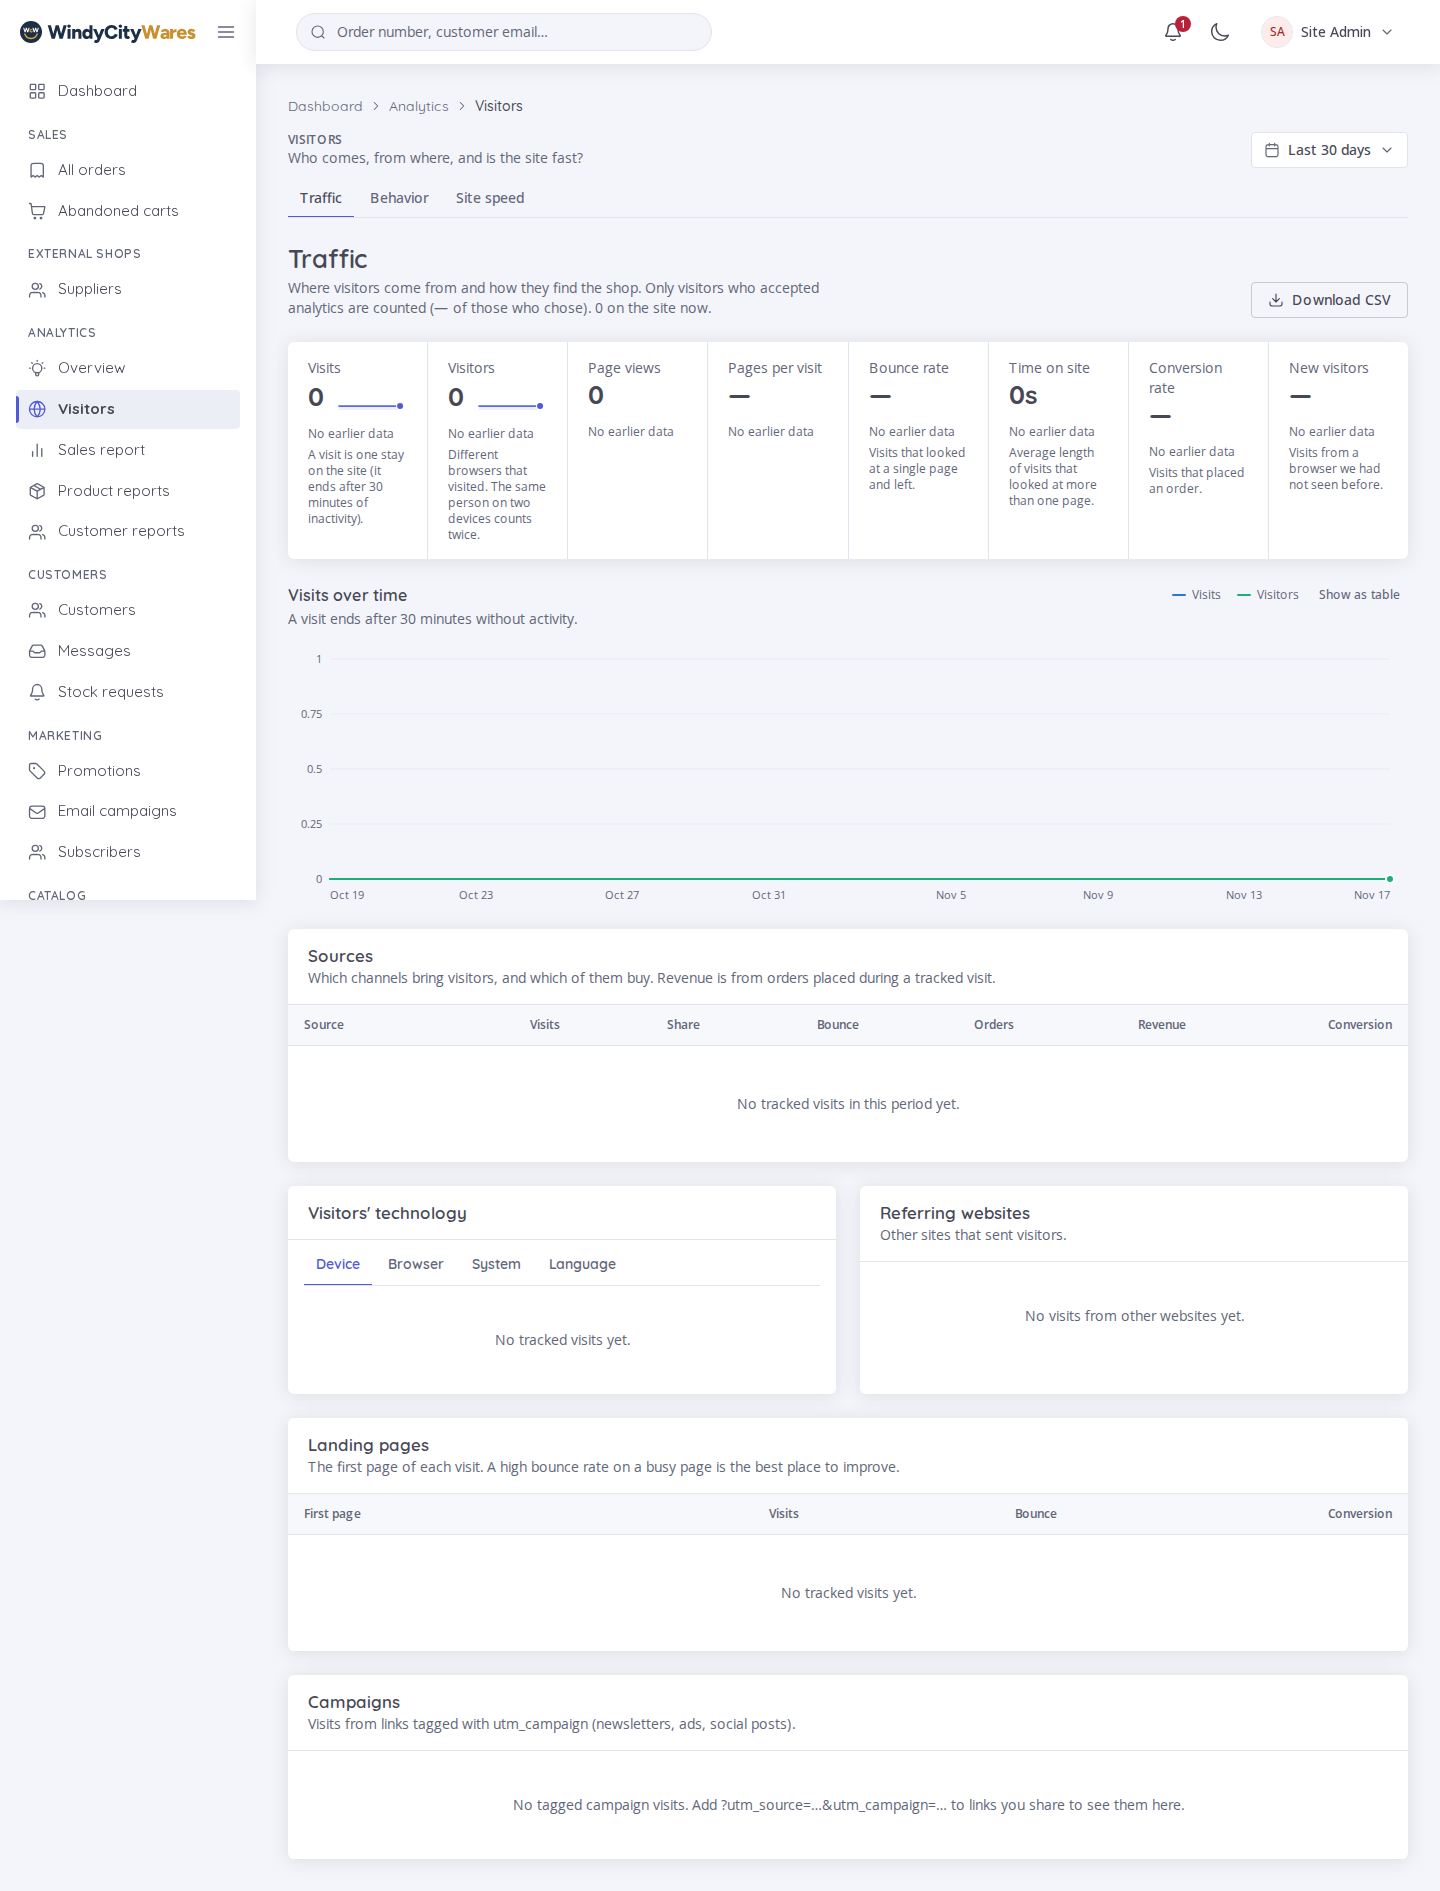 WCW WindyCityWares
Order number, customer email...
1
SA Site Admin
Dashboard
SALES
All orders
Abandoned carts
EXTERNAL SHOPS
Suppliers
ANALYTICS
Overview
Visitors
Sales report
Product reports
Customer reports
CUSTOMERS
Customers
Messages
Stock requests
MARKETING
Promotions
Email campaigns
Subscribers
CATALOG
Dashboard > Analytics > Visitors
VISITORS
Who comes, from where, and is the site fast?
Last 30 days
Traffic Behavior Site speed
Traffic
Where visitors come from and how they find the shop. Only visitors who accepted
analytics are counted (— of those who chose). 0 on the site now.
Download CSV
Visits
0
No earlier data
A visit is one stay
on the site (it
ends after 30
minutes of
inactivity).
Visitors
0
No earlier data
Different
browsers that
visited. The same
person on two
devices counts
twice.
Page views
0
No earlier data
Pages per visit
—
No earlier data
Bounce rate
—
No earlier data
Visits that looked
at a single page
and left.
Time on site
0s
No earlier data
Average length
of visits that
looked at more
than one page.
Conversion
rate
—
No earlier data
Visits that placed
an order.
New visitors
—
No earlier data
Visits from a
browser we had
not seen before.
Visits over time
A visit ends after 30 minutes without activity.
Visits Visitors Show as table
1
0.75
0.5
0.25
0
Oct 19 Oct 23 Oct 27 Oct 31 Nov 5 Nov 9 Nov 13 Nov 17
Sources
Which channels bring visitors, and which of them buy. Revenue is from orders placed during a tracked visit.
Source Visits Share Bounce Orders Revenue Conversion
No tracked visits in this period yet.
Visitors' technology
Device Browser System Language
No tracked visits yet.
Referring websites
Other sites that sent visitors.
No visits from other websites yet.
Landing pages
The first page of each visit. A high bounce rate on a busy page is the best place to improve.
First page Visits Bounce Conversion
No tracked visits yet.
Campaigns
Visits from links tagged with utm_campaign (newsletters, ads, social posts).
No tagged campaign visits. Add ?utm_source=...&utm_campaign=... to links you share to see them here.